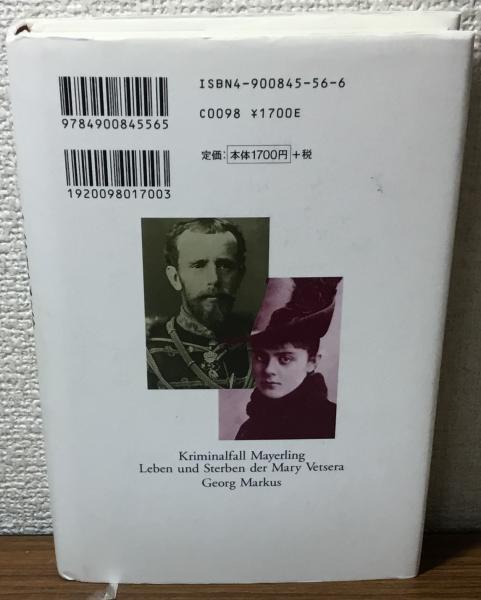 ISBN4-900845-56-6
9784900845565
C0098 ¥1700E
定価：本体1700円+税
1920098017003
Kriminalfall Mayerling
Leben und Sterben der Mary Vetsera
Georg Markus